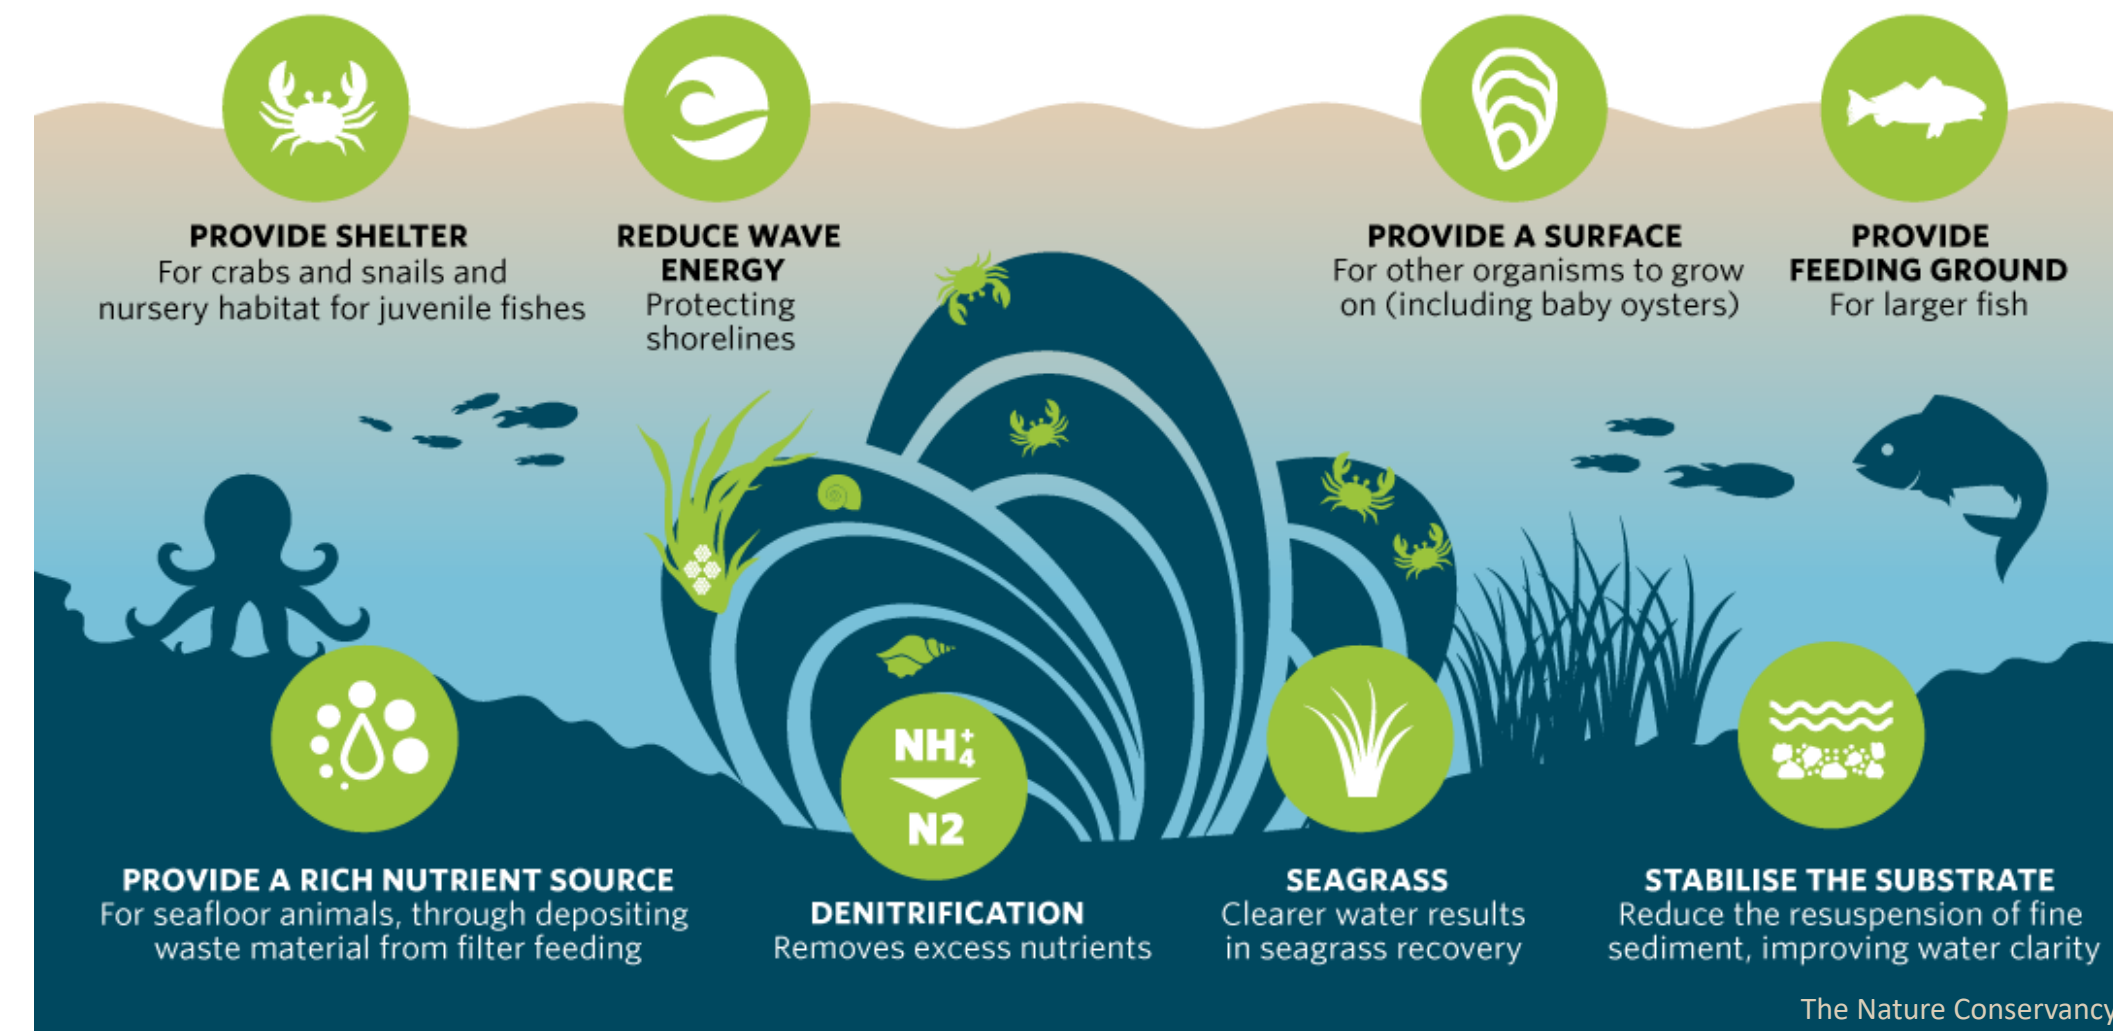 PROVIDE SHELTER
For crabs and snails and
nursery habitat for juvenile fishes
REDUCE WAVE
ENERGY
Protecting
shorelines
PROVIDE A SURFACE
For other organisms to grow
on (including baby oysters)
PROVIDE
FEEDING GROUND
For larger fish
NH₄⁺
N2
PROVIDE A RICH NUTRIENT SOURCE
For seafloor animals, through depositing
waste material from filter feeding
DENITRIFICATION
Removes excess nutrients
SEAGRASS
Clearer water results
in seagrass recovery
STABILISE THE SUBSTRATE
Reduce the resuspension of fine
sediment, improving water clarity
The Nature Conservancy